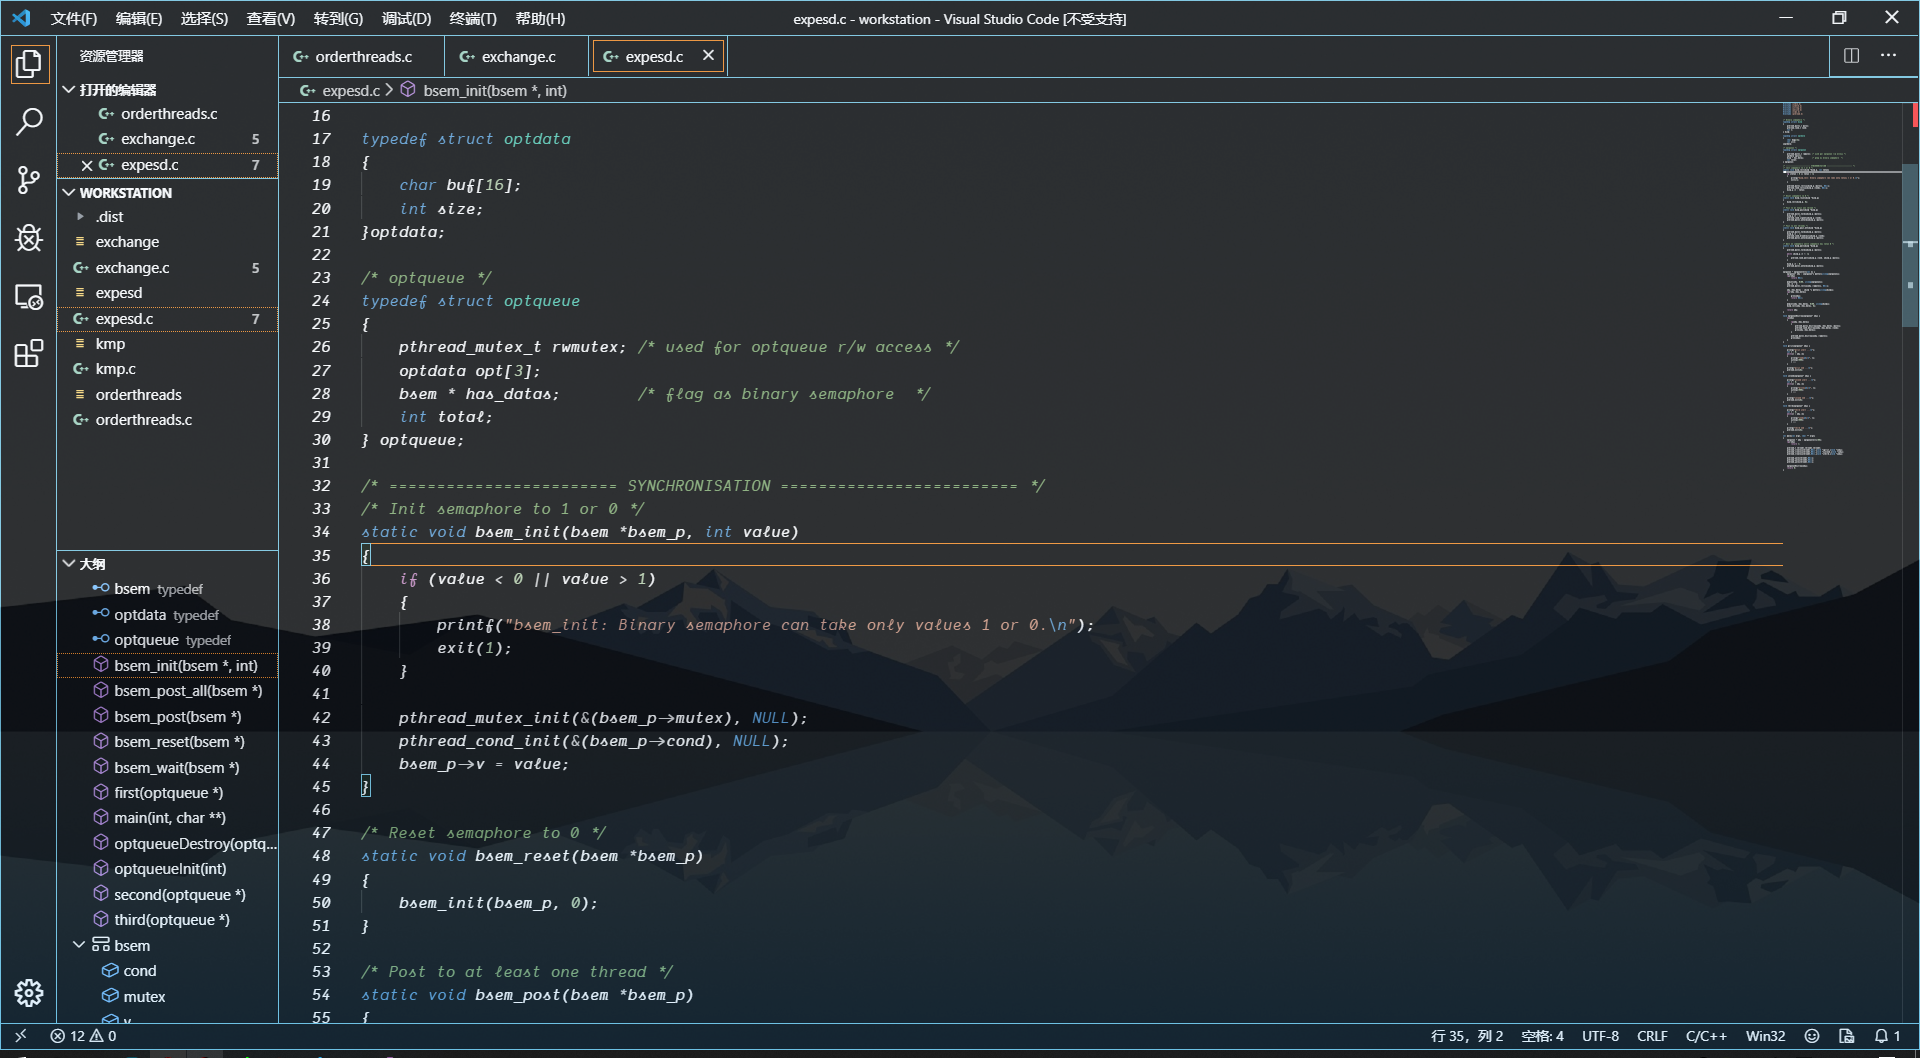 文件(F) 编辑(E) 选择(S) 查看(V) 转到(G) 调试(D) 终端(T) 帮助(H)
expesd.c - workstation - Visual Studio Code [不受支持]
资源管理器
打开的编辑器
orderthreads.c
exchange.c 5
expesd.c 7
WORKSTATION
.dist
exchange
exchange.c 5
expesd
expesd.c 7
kmp
kmp.c
orderthreads
orderthreads.c
大纲
bsem typedef
optdata typedef
optqueue typedef
bsem_init(bsem *, int)
bsem_post_all(bsem *)
bsem_post(bsem *)
bsem_reset(bsem *)
bsem_wait(bsem *)
first(optqueue *)
main(int, char **)
optqueueDestroy(optq...
optqueueInit(int)
second(optqueue *)
third(optqueue *)
bsem
cond
mutex
v
orderthreads.c exchange.c expesd.c
expesd.c > bsem_init(bsem *, int)
16
17 typedef struct optdata
18 {
19 char buf[16];
20 int size;
21 }optdata;
22
23 /* optqueue */
24 typedef struct optqueue
25 {
26 pthread_mutex_t rwmutex; /* used for optqueue r/w access */
27 optdata opt[3];
28 bsem * has_datas; /* flag as binary semaphore */
29 int total;
30 } optqueue;
31
32 /* ======================== SYNCHRONISATION ========================= */
33 /* Init semaphore to 1 or 0 */
34 static void bsem_init(bsem *bsem_p, int value)
35 {
36 if (value < 0 || value > 1)
37 {
38 printf("bsem_init: Binary semaphore can take only values 1 or 0.\n");
39 exit(1);
40 }
41
42 pthread_mutex_init(&(bsem_p->mutex), NULL);
43 pthread_cond_init(&(bsem_p->cond), NULL);
44 bsem_p->v = value;
45 }
46
47 /* Reset semaphore to 0 */
48 static void bsem_reset(bsem *bsem_p)
49 {
50 bsem_init(bsem_p, 0);
51 }
52
53 /* Post to at least one thread */
54 static void bsem_post(bsem *bsem_p)
55 {
12 0 行 35，列 2 空格: 4 UTF-8 CRLF C/C++ Win32 1